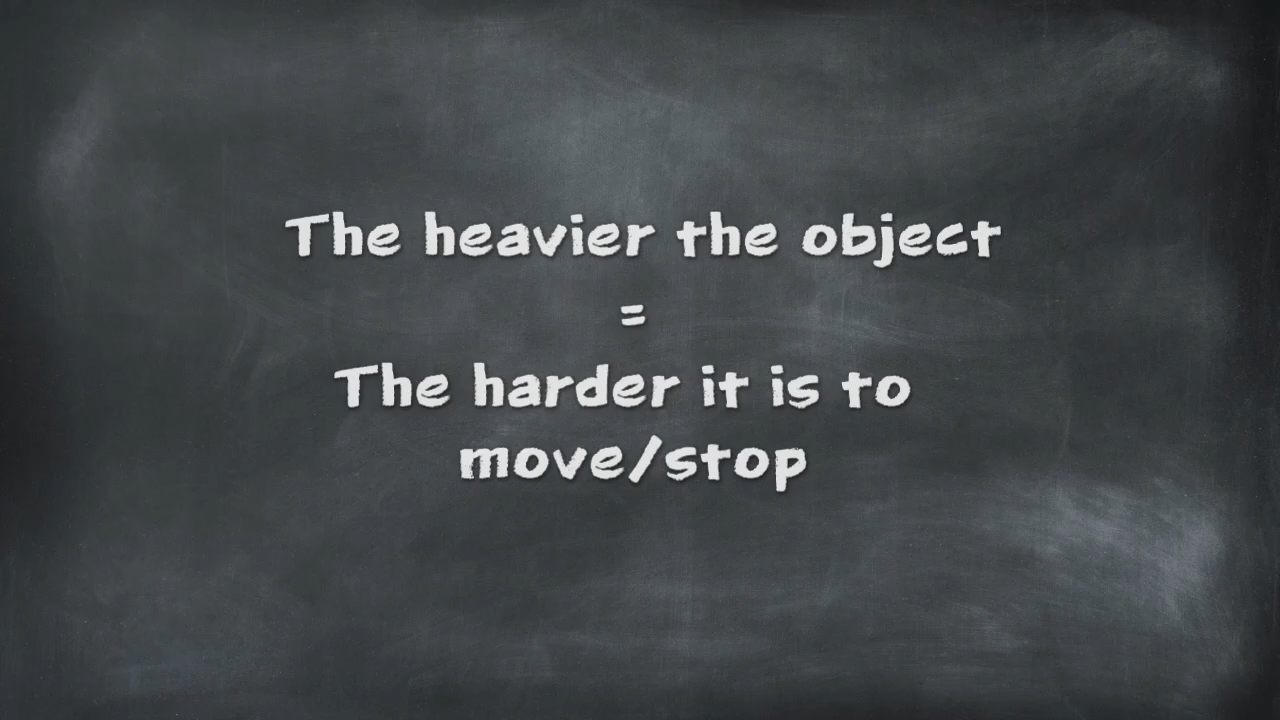 The heavier the object
=
The harder it is to
move/stop